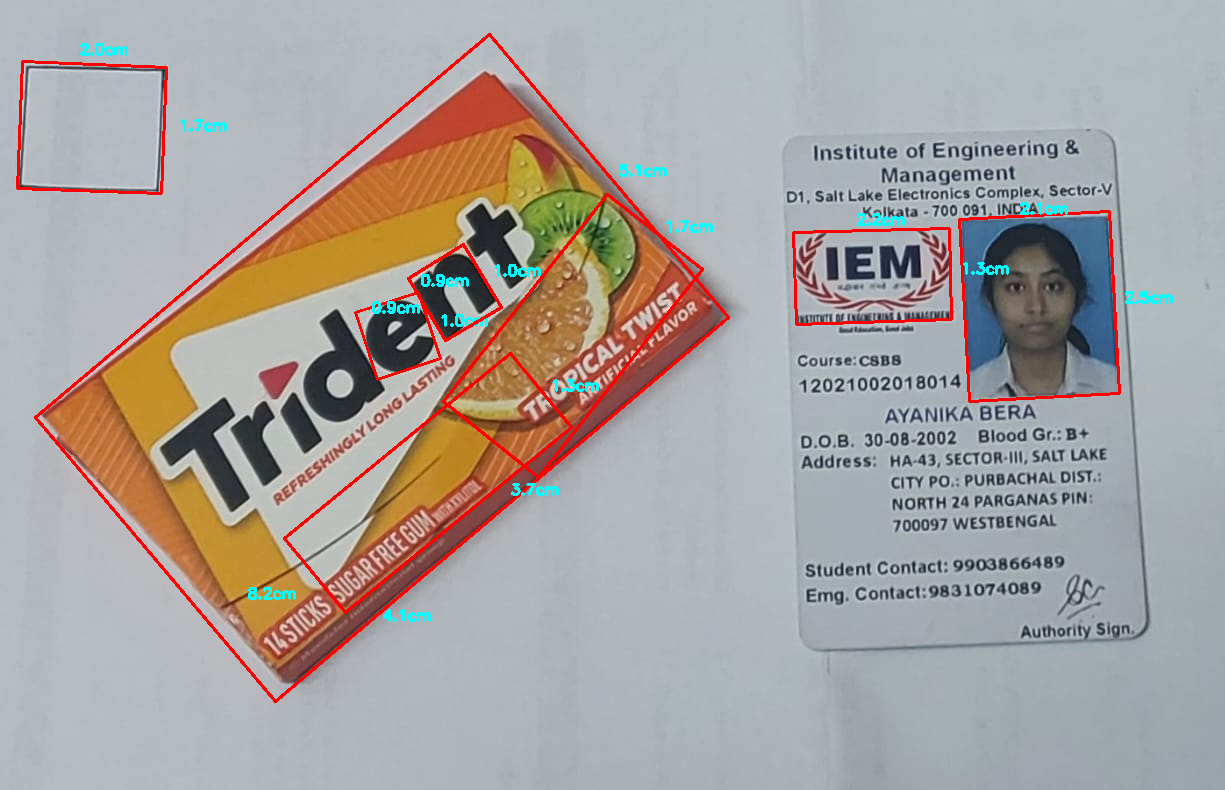 2.0cm
1.7cm
5.1cm
1.7cm
0.9cm
1.0cm
0.9cm
1.0cm
1.3cm
3.7cm
8.2cm
4.1cm
Trident
REFRESHINGLY LONG LASTING
TROPICAL TWIST
ARTIFICIAL FLAVOR
14 STICKS SUGAR FREE GUM WITH XYLITOL
Institute of Engineering &
Management
D1, Salt Lake Electronics Complex, Sector-V
Kolkata - 700 091, INDIA
2.2cm
2.1cm
1.3cm
2.5cm
IEM
INSTITUTE OF ENGINEERING & MANAGEMENT
Good Education, Good Jobs
Course: CSBS
12021002018014
AYANIKA BERA
D.O.B. 30-08-2002 Blood Gr.: B+
Address: HA-43, SECTOR-III, SALT LAKE
CITY PO.: PURBACHAL DIST.:
NORTH 24 PARGANAS PIN:
700097 WESTBENGAL
Student Contact: 9903866489
Emg. Contact: 9831074089
Authority Sign.